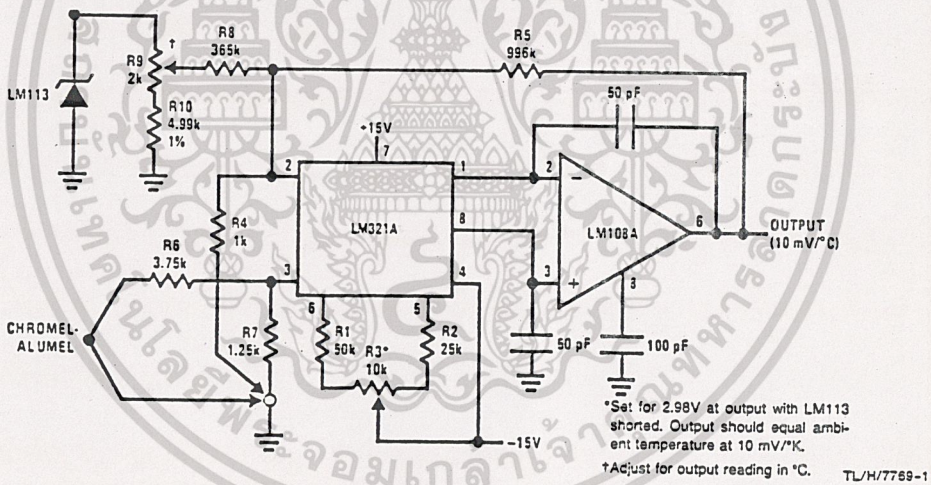 R8
365k
R5
996k
†
R9
2k
LM113
R10
4.99k
1%
50 pF
+15V
7
2
1
2
-
LM321A
LM108A
6
OUTPUT
(10 mV/°C)
R4
1k
8
R6
3.75k
3
4
3
+
3
6
5
CHROMEL-
ALUMEL
R7
1.25k
R1
50k
R3*
10k
R2
25k
50 pF
100 pF
-15V
*Set for 2.98V at output with LM113
shorted. Output should equal ambi-
ent temperature at 10 mV/°K.
†Adjust for output reading in °C.
TL/H/7769-1